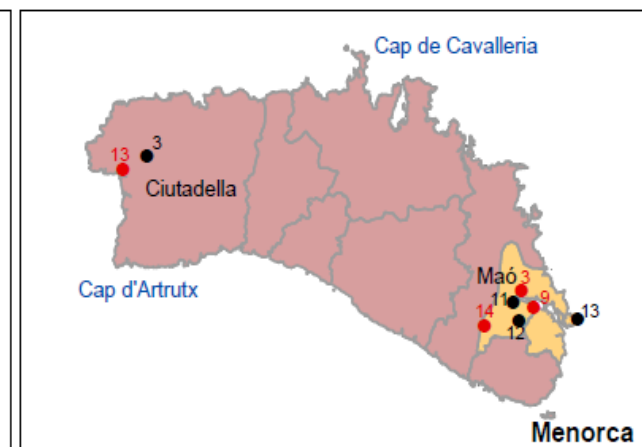 Cap de Cavalleria
3
13
Ciutadella
Cap d'Artrutx
Maó
3
11
9
13
14
12
Menorca